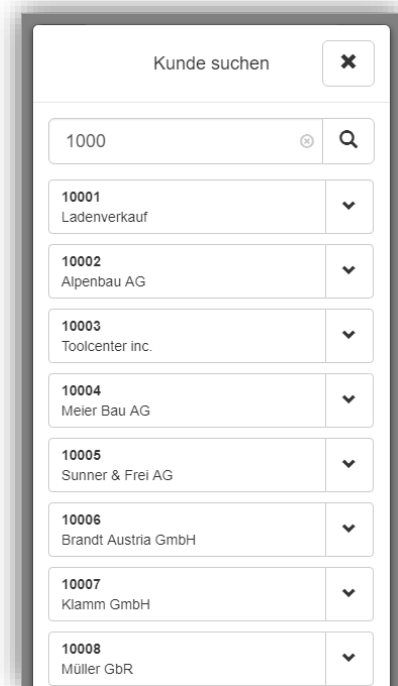 Kunde suchen
1000
10001
Ladenverkauf
10002
Alpenbau AG
10003
Toolcenter inc.
10004
Meier Bau AG
10005
Sunner & Frei AG
10006
Brandt Austria GmbH
10007
Klamm GmbH
10008
Müller GbR